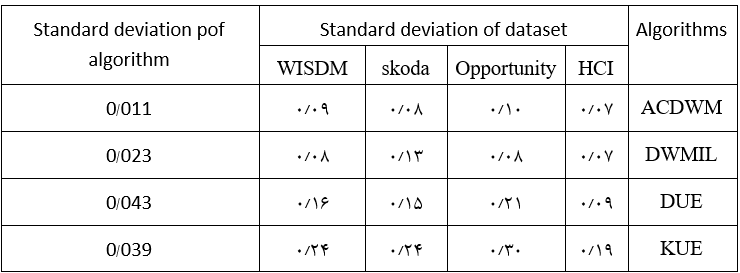 Standard deviation pof algorithm Standard deviation of dataset Algorithms
WISDM skoda Opportunity HCI
0/011 ۰/۰۹ ۰/۰۸ ۰/۱۰ ۰/۰۷ ACDWM
0/023 ۰/۰۸ ۰/۱۳ ۰/۰۸ ۰/۰۷ DWMIL
0/043 ۰/۱۶ ۰/۱۵ ۰/۲۱ ۰/۰۹ DUE
0/039 ۰/۲۴ ۰/۲۴ ۰/۳۰ ۰/۱۹ KUE